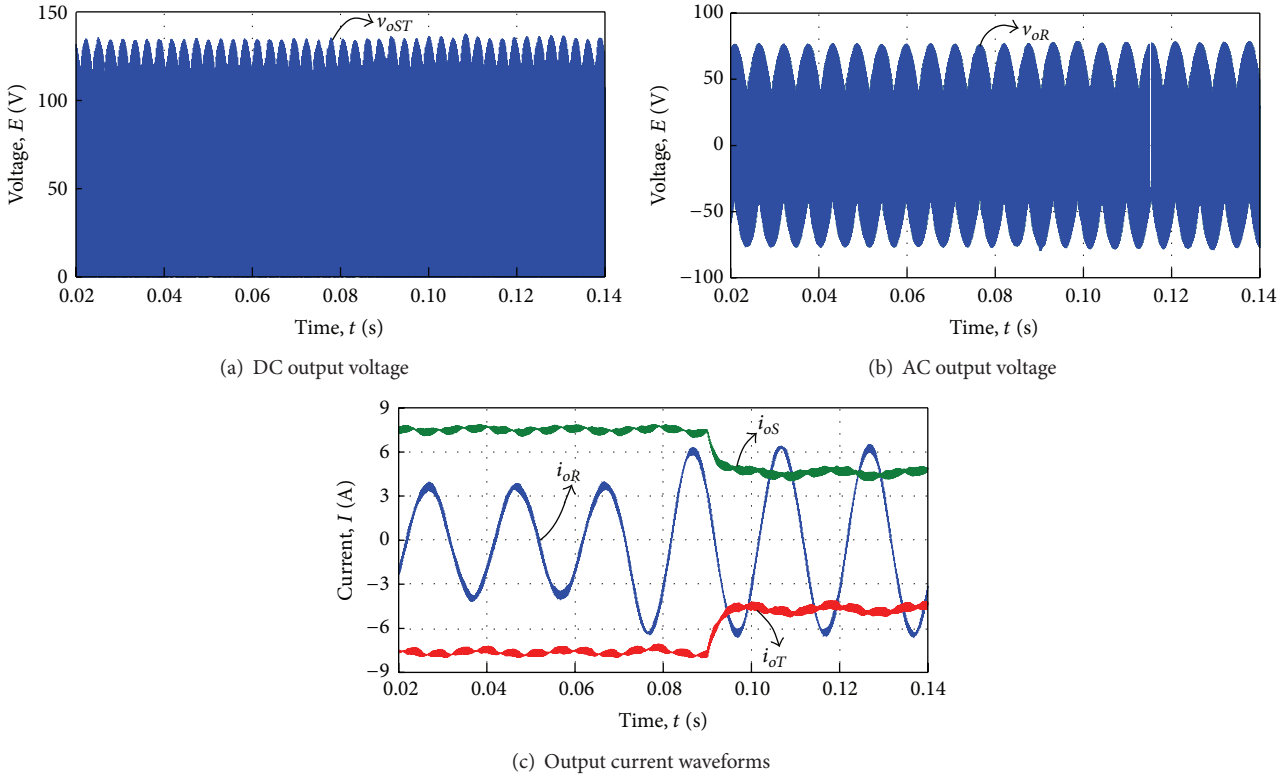 150
100
50
0
0.02 0.04 0.06 0.08 0.10 0.12 0.14
Voltage, E (V)
Time, t (s)
v_oST
(a) DC output voltage
100
50
0
−50
−100
0.02 0.04 0.06 0.08 0.10 0.12 0.14
Voltage, E (V)
Time, t (s)
v_oR
(b) AC output voltage
9
6
3
0
−3
−6
−9
0.02 0.04 0.06 0.08 0.10 0.12 0.14
Current, I (A)
Time, t (s)
i_oS
i_oR
i_oT
(c) Output current waveforms